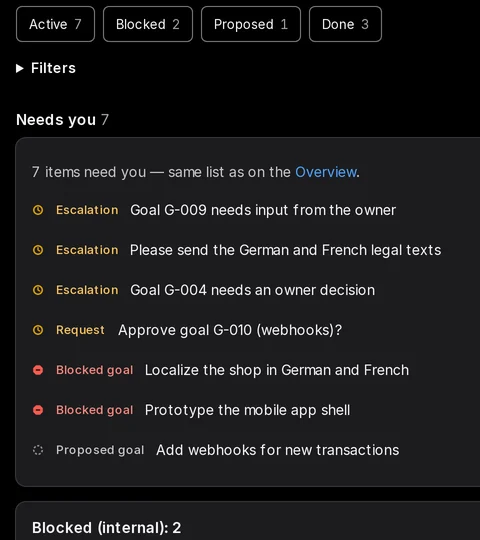 Active 7 Blocked 2 Proposed 1 Done 3
Filters
Needs you 7
7 items need you — same list as on the Overview.
Escalation Goal G-009 needs input from the owner
Escalation Please send the German and French legal texts
Escalation Goal G-004 needs an owner decision
Request Approve goal G-010 (webhooks)?
Blocked goal Localize the shop in German and French
Blocked goal Prototype the mobile app shell
Proposed goal Add webhooks for new transactions
Blocked (internal): 2